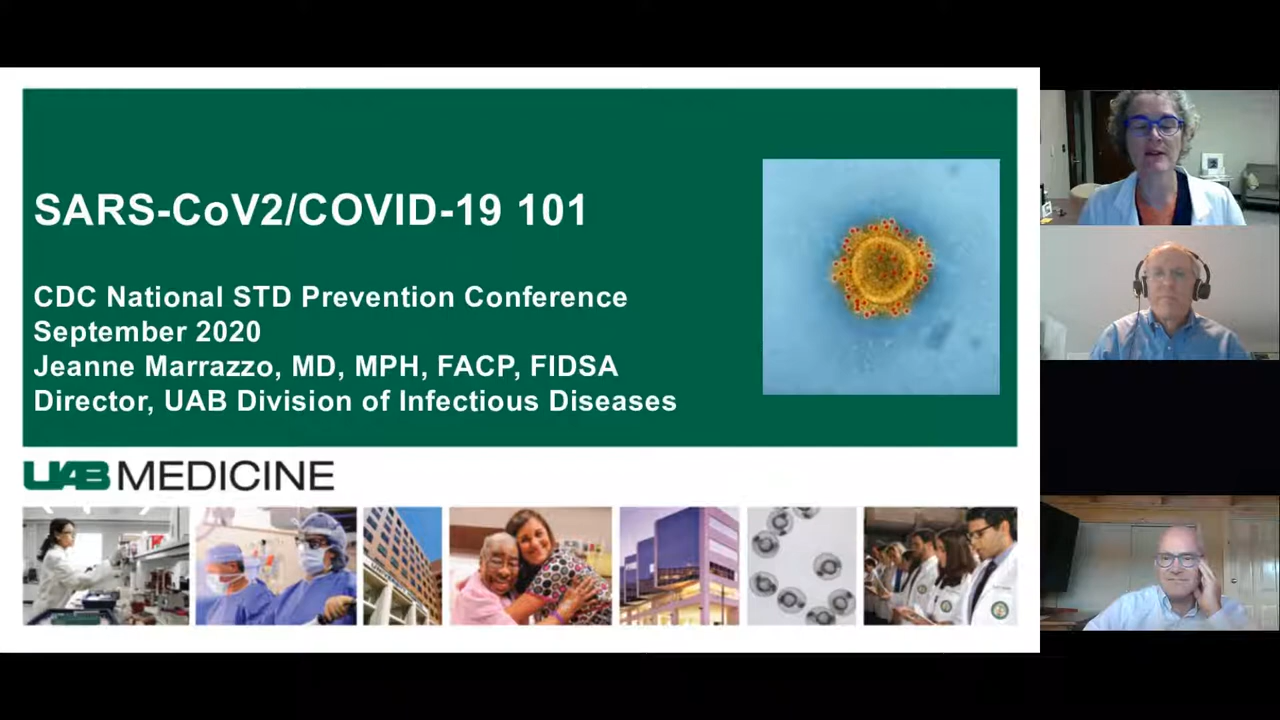 SARS-CoV2/COVID-19 101
CDC National STD Prevention Conference
September 2020
Jeanne Marrazzo, MD, MPH, FACP, FIDSA
Director, UAB Division of Infectious Diseases
UAB MEDICINE